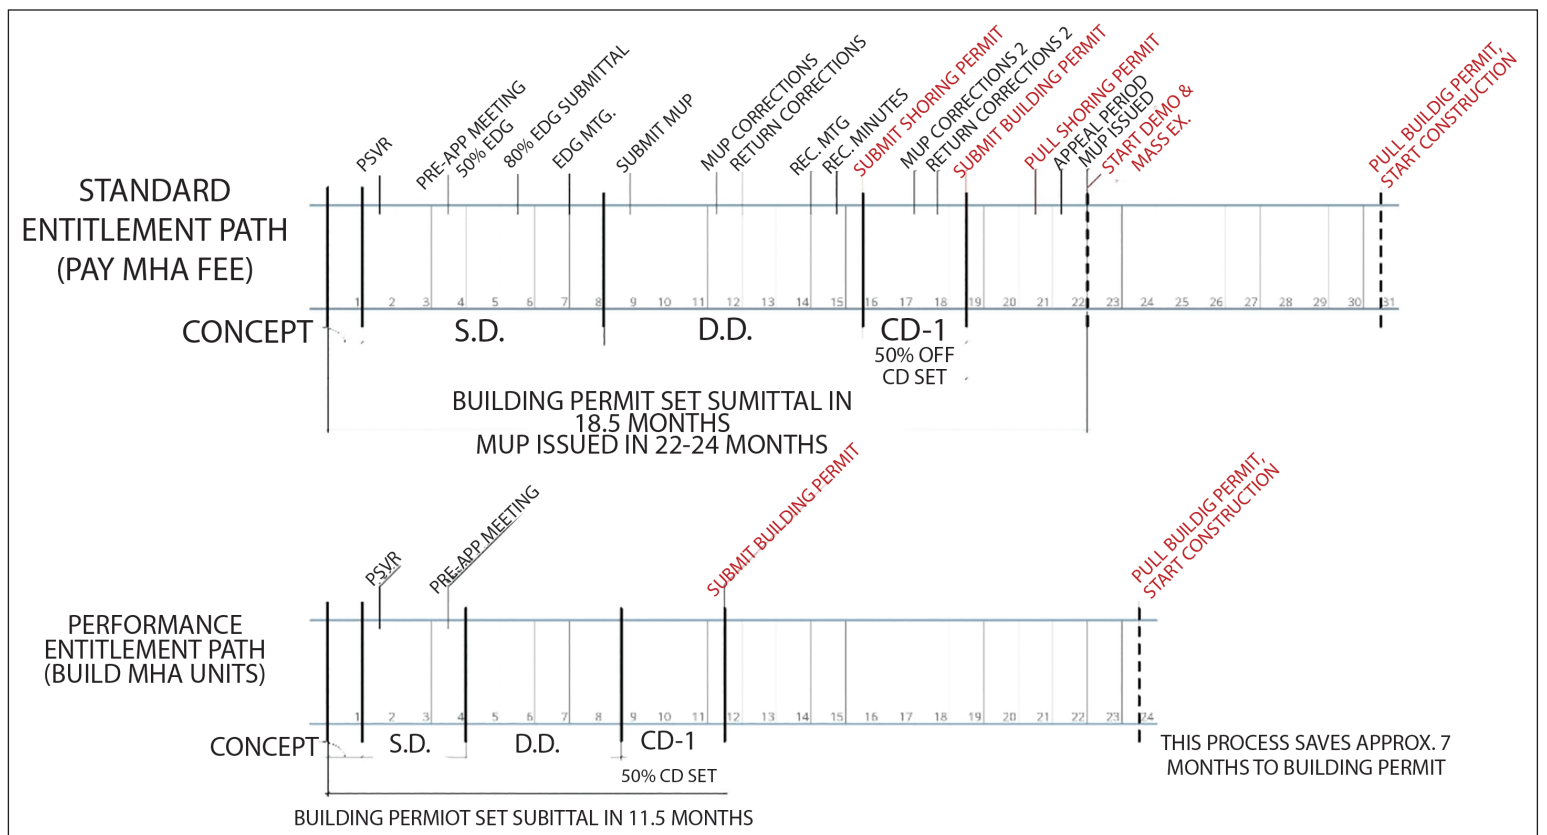 PSVR
PRE-APP MEETING
50% EDG
80% EDG SUBMITTAL
EDG MTG.
SUBMIT MUP
MUP CORRECTIONS
RETURN CORRECTIONS
REC. MTG
REC. MINUTES
SUBMIT SHORING PERMIT
MUP CORRECTIONS 2
RETURN CORRECTIONS 2
SUBMIT BUILDING PERMIT
PULL SHORING PERMIT
APPEAL PERIOD
MUP ISSUED
START DEMO &
MASS EX.
PULL BUILDIG PERMIT,
START CONSTRUCTION
STANDARD
ENTITLEMENT PATH
(PAY MHA FEE)
1 2 3 4 5 6 7 8 9 10 11 12 13 14 15 16 17 18 19 20 21 22 23 24 25 26 27 28 29 30 31
CONCEPT S.D. D.D. CD-1
50% OFF
CD SET
BUILDING PERMIT SET SUMITTAL IN
18.5 MONTHS
MUP ISSUED IN 22-24 MONTHS
PSVR
PRE-APP MEETING
SUBMIT BUILDING PERMIT
PULL BUILDIG PERMIT,
START CONSTRUCTION
PERFORMANCE
ENTITLEMENT PATH
(BUILD MHA UNITS)
1 2 3 4 5 6 7 8 9 10 11 12 13 14 15 16 17 18 19 20 21 22 23 24
CONCEPT S.D. D.D. CD-1
50% CD SET
THIS PROCESS SAVES APPROX. 7
MONTHS TO BUILDING PERMIT
BUILDING PERMIOT SET SUBITTAL IN 11.5 MONTHS